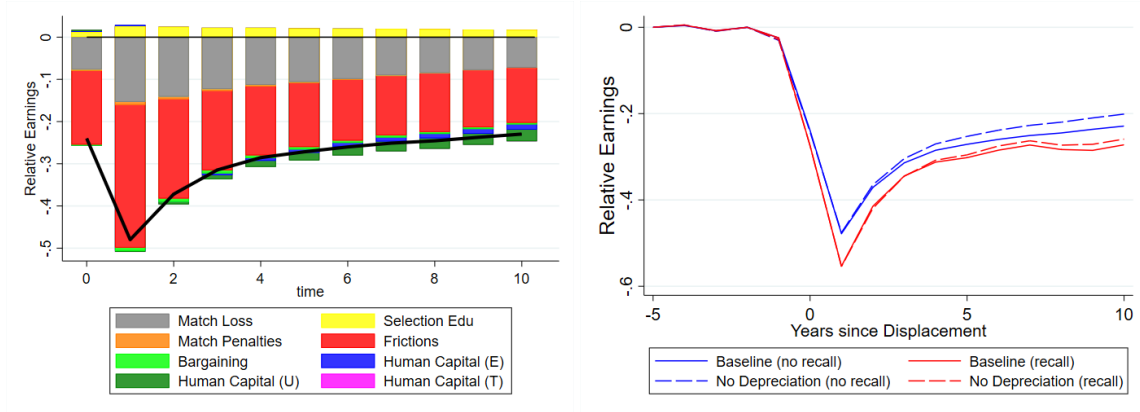 Relative Earnings
0
-.1
-.2
-.3
-.4
-.5
0 2 4 6 8 10
time
Match Loss Selection Edu
Match Penalties Frictions
Bargaining Human Capital (E)
Human Capital (U) Human Capital (T)
Relative Earnings
0
-.2
-.4
-.6
-5 0 5 10
Years since Displacement
Baseline (no recall) Baseline (recall)
No Depreciation (no recall) No Depreciation (recall)